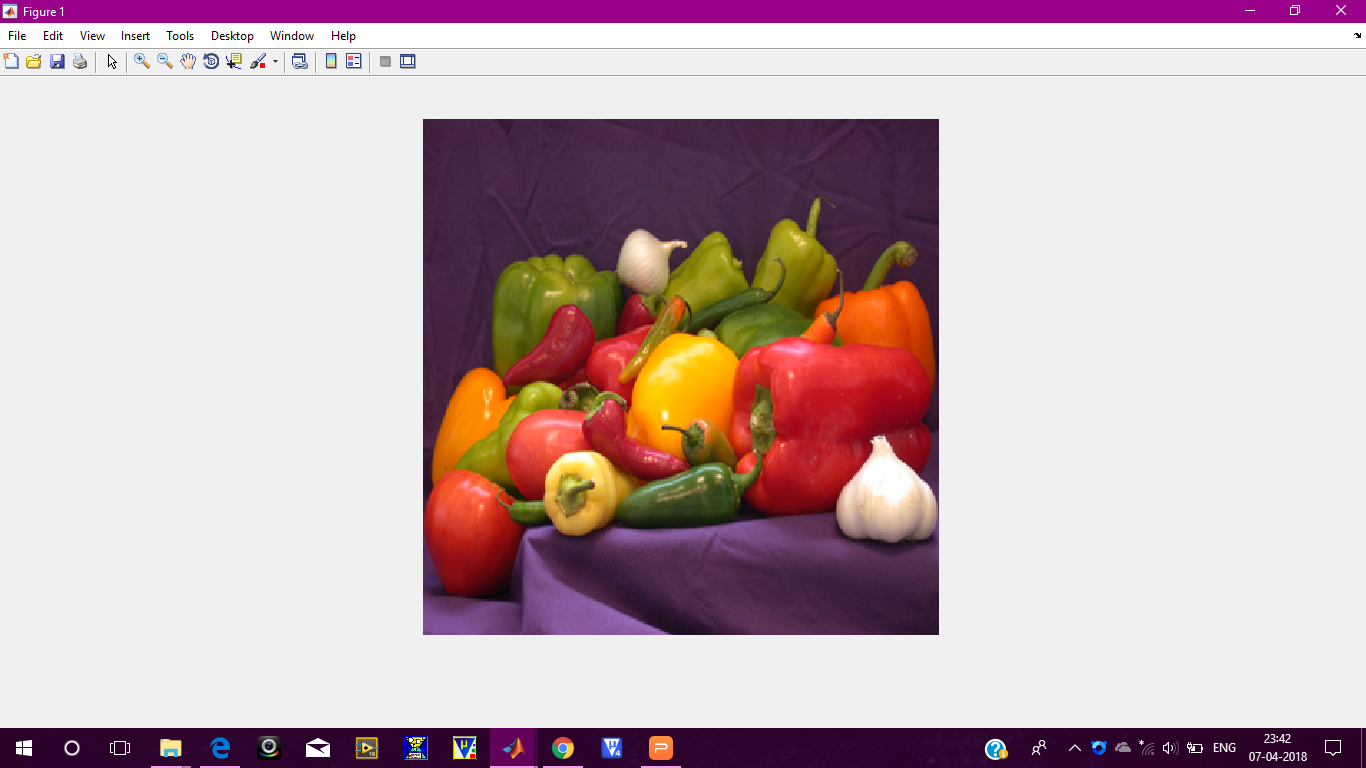 Figure 1
File Edit View Insert Tools Desktop Window Help
ENG
23:42
07-04-2018